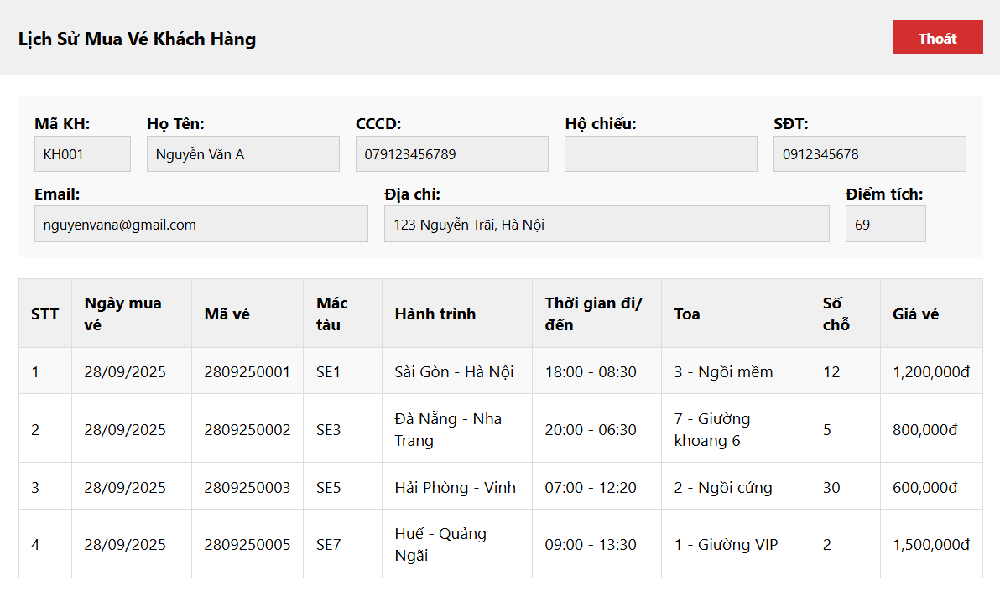 Lịch Sử Mua Vé Khách Hàng
Thoát
Mã KH: Họ Tên: CCCD: Hộ chiếu: SĐT:
KH001 Nguyễn Văn A 079123456789 0912345678
Email: Địa chỉ: Điểm tích:
nguyenvana@gmail.com 123 Nguyễn Trãi, Hà Nội 69
STT Ngày mua vé Mã vé Mác tàu Hành trình Thời gian đi/đến Toa Số chỗ Giá vé
1 28/09/2025 2809250001 SE1 Sài Gòn - Hà Nội 18:00 - 08:30 3 - Ngồi mềm 12 1,200,000đ
2 28/09/2025 2809250002 SE3 Đà Nẵng - Nha Trang 20:00 - 06:30 7 - Giường khoang 6 5 800,000đ
3 28/09/2025 2809250003 SE5 Hải Phòng - Vinh 07:00 - 12:20 2 - Ngồi cứng 30 600,000đ
4 28/09/2025 2809250005 SE7 Huế - Quảng Ngãi 09:00 - 13:30 1 - Giường VIP 2 1,500,000đ